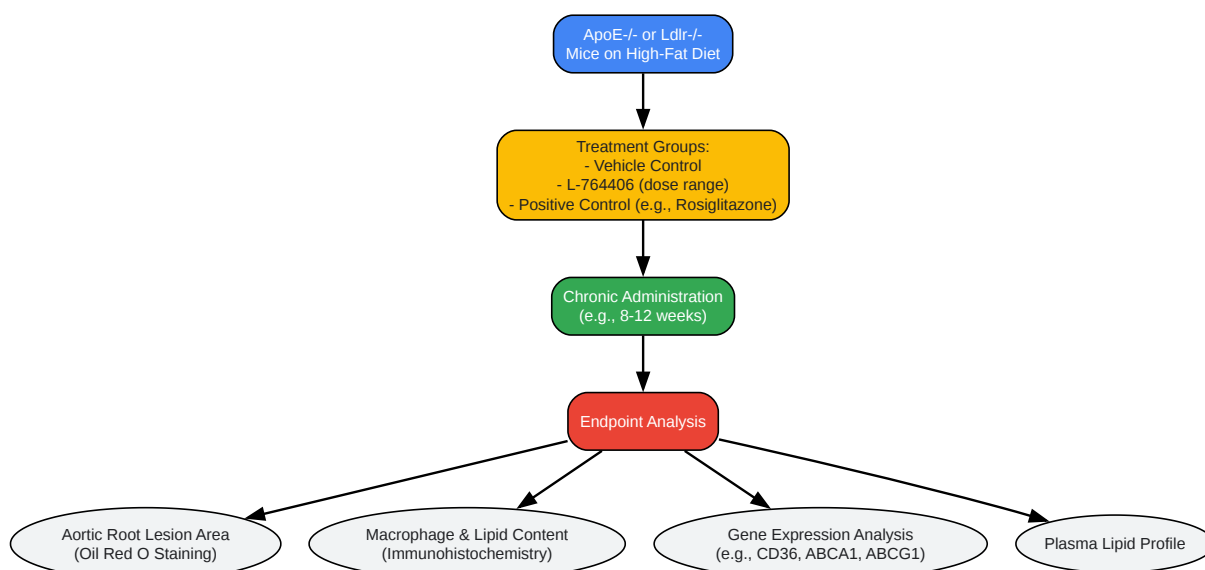 ApoE-/- or Ldlr-/-
Mice on High-Fat Diet
Treatment Groups:
- Vehicle Control
- L-764406 (dose range)
- Positive Control (e.g., Rosiglitazone)
Chronic Administration
(e.g., 8-12 weeks)
Endpoint Analysis
Aortic Root Lesion Area
(Oil Red O Staining)
Macrophage & Lipid Content
(Immunohistochemistry)
Gene Expression Analysis
(e.g., CD36, ABCA1, ABCG1)
Plasma Lipid Profile